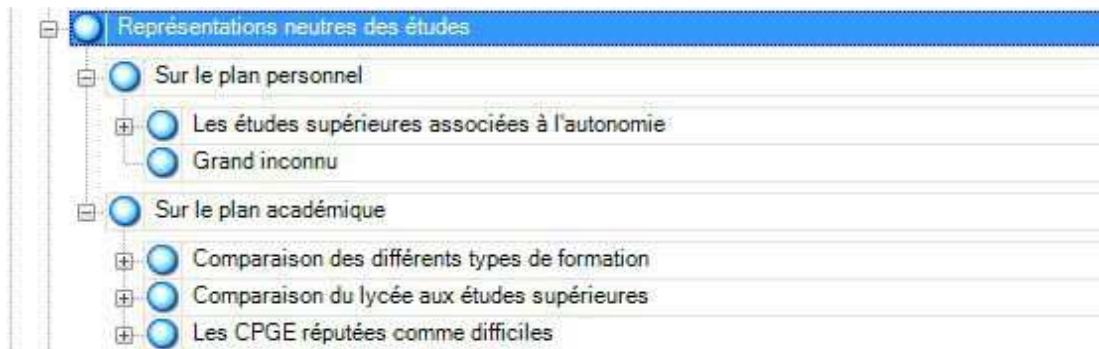 Représentations neutres des études
Sur le plan personnel
Les études supérieures associées à l'autonomie
Grand inconnu
Sur le plan académique
Comparaison des différents types de formation
Comparaison du lycée aux études supérieures
Les CPGE réputées comme difficiles